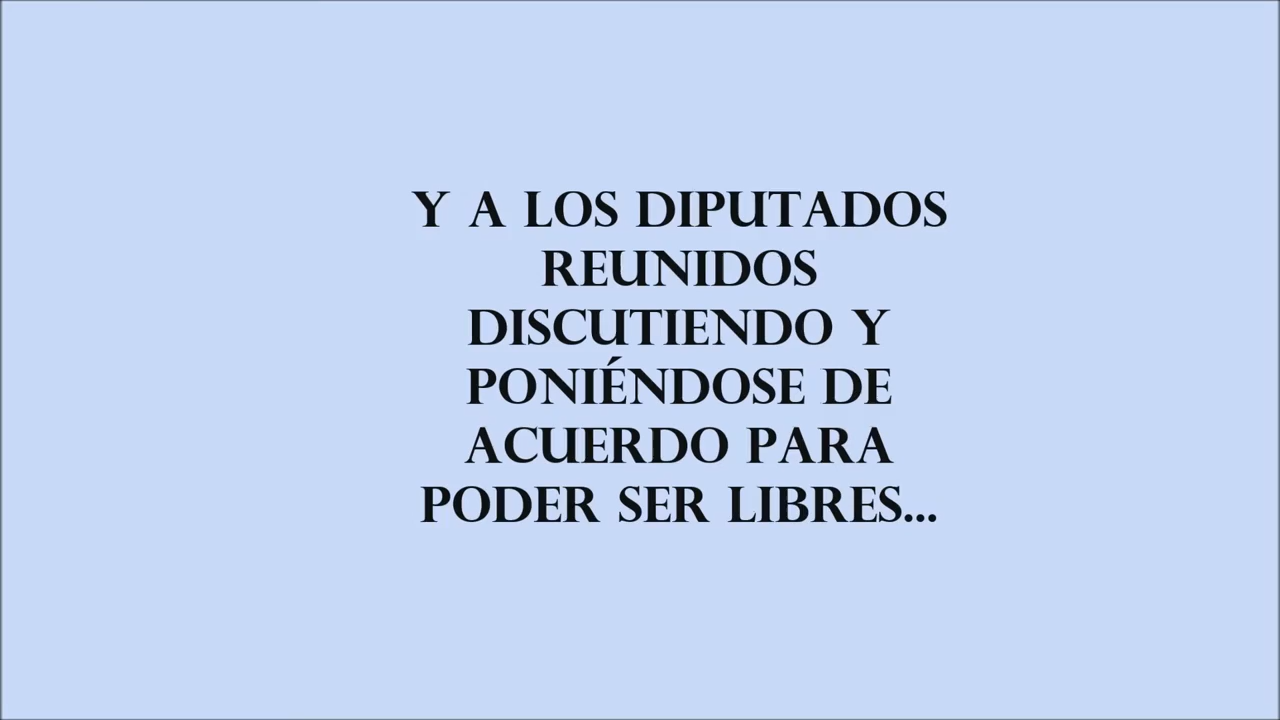 Y A LOS DIPUTADOS
REUNIDOS
DISCUTIENDO Y
PONIÉNDOSE DE
ACUERDO PARA
PODER SER LIBRES...